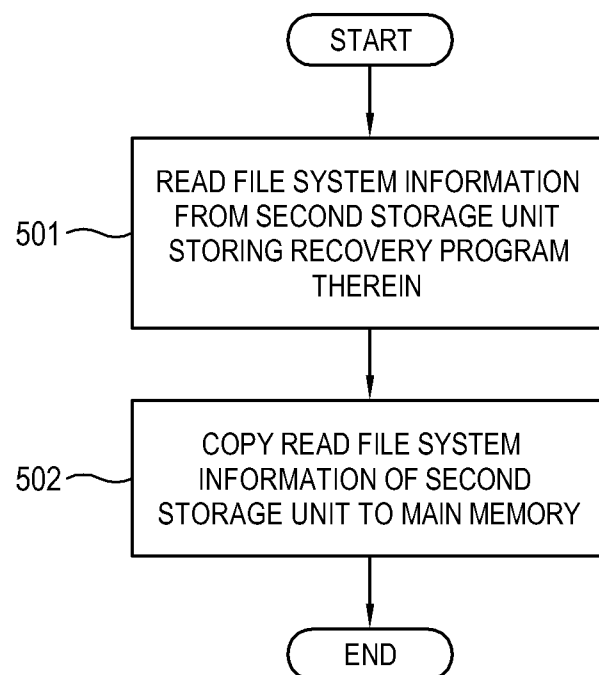 START
501
READ FILE SYSTEM INFORMATION
FROM SECOND STORAGE UNIT
STORING RECOVERY PROGRAM
THEREIN
502
COPY READ FILE SYSTEM
INFORMATION OF SECOND
STORAGE UNIT TO MAIN MEMORY
END